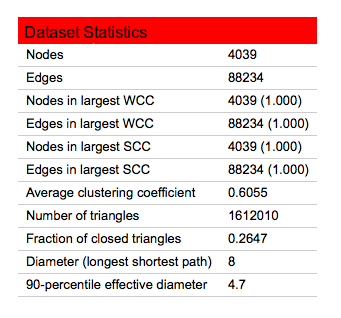 Dataset Statistics
Nodes 4039
Edges 88234
Nodes in largest WCC 4039 (1.000)
Edges in largest WCC 88234 (1.000)
Nodes in largest SCC 4039 (1.000)
Edges in largest SCC 88234 (1.000)
Average clustering coefficient 0.6055
Number of triangles 1612010
Fraction of closed triangles 0.2647
Diameter (longest shortest path) 8
90-percentile effective diameter 4.7